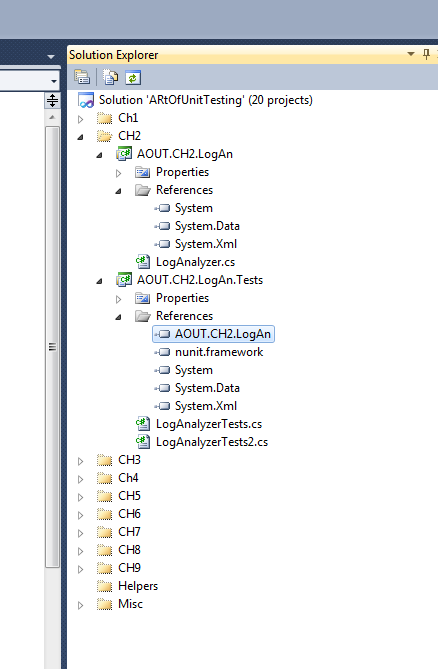 Solution Explorer
Solution 'ARtOfUnitTesting' (20 projects)
Ch1
CH2
AOUT.CH2.LogAn
Properties
References
System
System.Data
System.Xml
LogAnalyzer.cs
AOUT.CH2.LogAn.Tests
Properties
References
AOUT.CH2.LogAn
nunit.framework
System
System.Data
System.Xml
LogAnalyzerTests.cs
LogAnalyzerTests2.cs
CH3
Ch4
CH5
CH6
CH7
CH8
CH9
Helpers
Misc